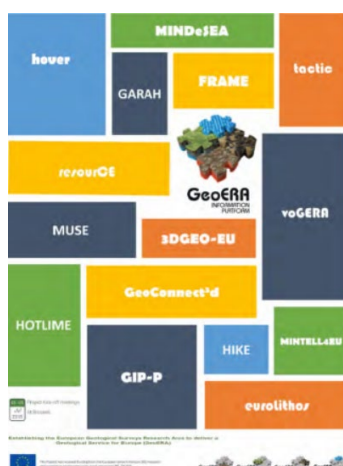 MINDeSEA
hover
tactic
FRAME
GARAH
resourCE
GeoERA
INFORMATION
PLATFORM
voGERA
MUSE
3DGEO-EU
GeoConnect³d
HOTLIME
HIKE
MINTELL4EU
GIP-P
euroLithos
Establishing the European Geological Surveys Research Area to deliver a
Geological Service for Europe (GeoERA)